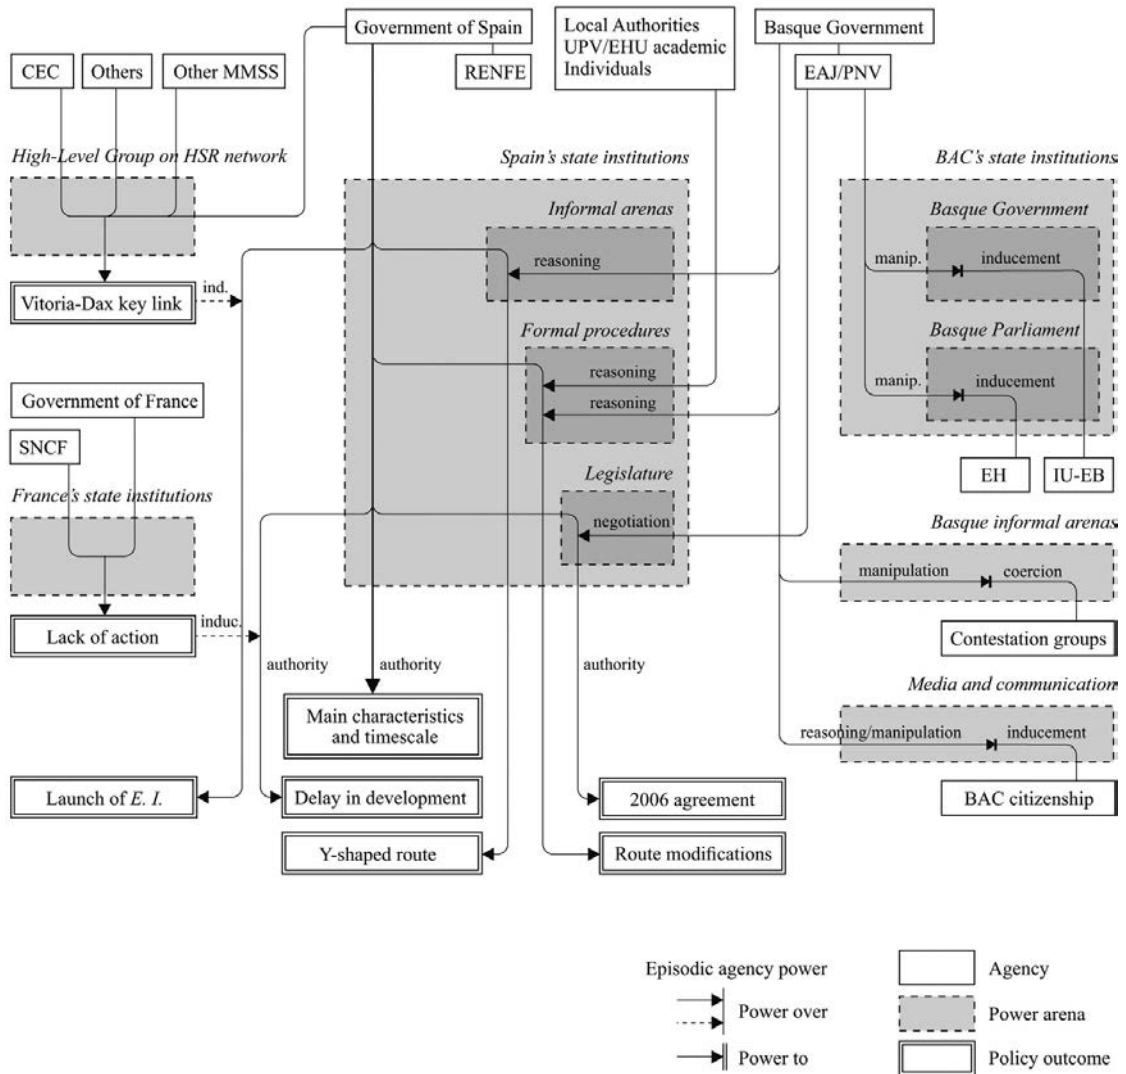 Government of Spain
Local Authorities
UPV/EHU academic
Individuals
Basque Government
CEC
Others
Other MMSS
RENFE
EAJ/PNV
High-Level Group on HSR network
Spain's state institutions
BAC's state institutions
Informal arenas
Basque Government
reasoning
manip.
inducement
Vitoria-Dax key link
ind.
Formal procedures
Basque Parliament
reasoning
manip.
inducement
reasoning
Government of France
SNCF
Legislature
EH
IU-EB
France's state institutions
negotiation
Basque informal arenas
manipulation
coercion
Lack of action
induc.
Contestation groups
authority
authority
authority
Media and communication
Main characteristics
and timescale
reasoning/manipulation
inducement
Launch of E. I.
Delay in development
2006 agreement
BAC citizenship
Y-shaped route
Route modifications
Episodic agency power
Power over
Power to
Agency
Power arena
Policy outcome